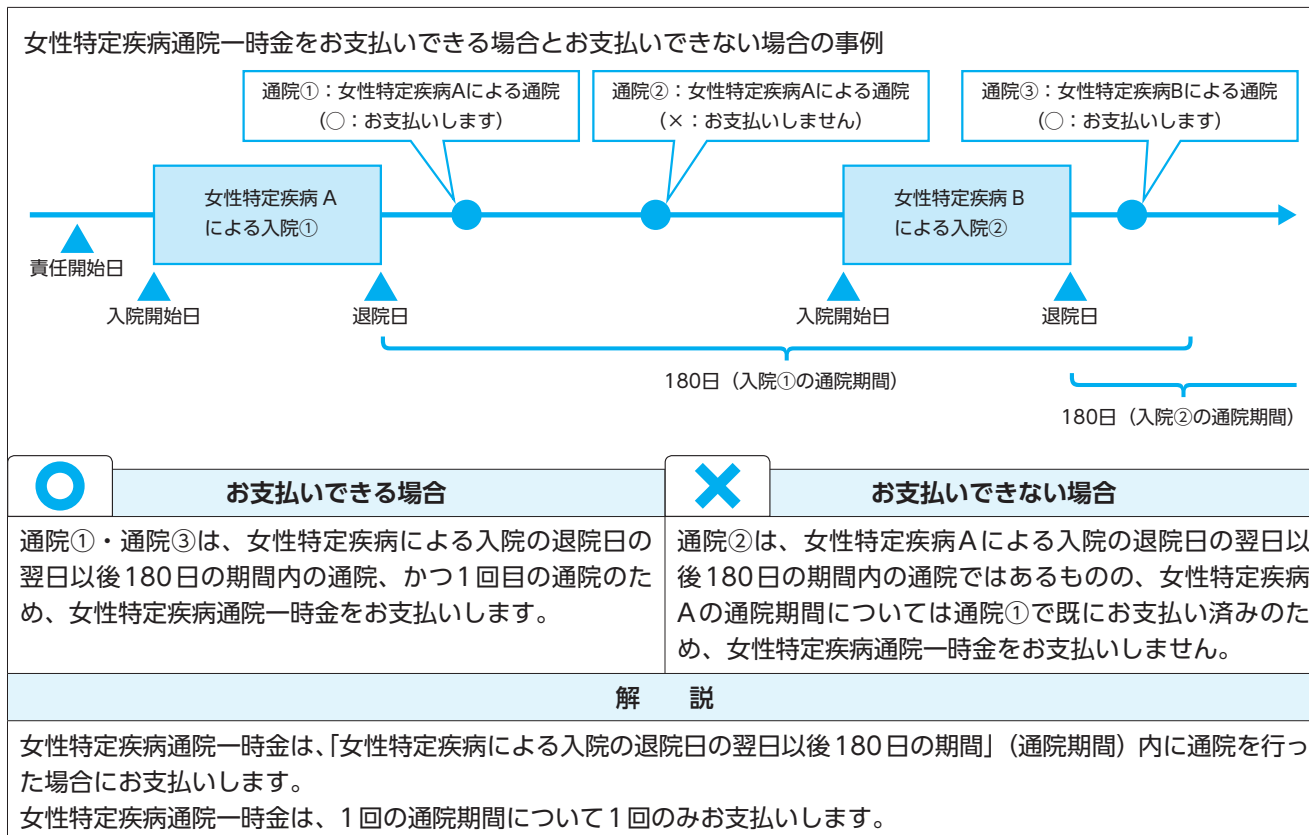 女性特定疾病通院一時金をお支払いできる場合とお支払いできない場合の事例
通院①：女性特定疾病Aによる通院
（○：お支払いします）
通院②：女性特定疾病Aによる通院
（×：お支払いしません）
通院③：女性特定疾病Bによる通院
（○：お支払いします）
女性特定疾病 A
による入院①
女性特定疾病 B
による入院②
責任開始日
入院開始日
退院日
入院開始日
退院日
180日（入院①の通院期間）
180日（入院②の通院期間）
お支払いできる場合
通院①・通院③は、女性特定疾病による入院の退院日の
翌日以後180日の期間内の通院、かつ1回目の通院のた
め、女性特定疾病通院一時金をお支払いします。
お支払いできない場合
通院②は、女性特定疾病Aによる入院の退院日の翌日以
後180日の期間内の通院ではあるものの、女性特定疾病
Aの通院期間については通院①で既にお支払い済みのた
め、女性特定疾病通院一時金をお支払いしません。
解　説
女性特定疾病通院一時金は、「女性特定疾病による入院の退院日の翌日以後180日の期間」（通院期間）内に通院を行っ
た場合にお支払いします。
女性特定疾病通院一時金は、1回の通院期間について1回のみお支払いします。